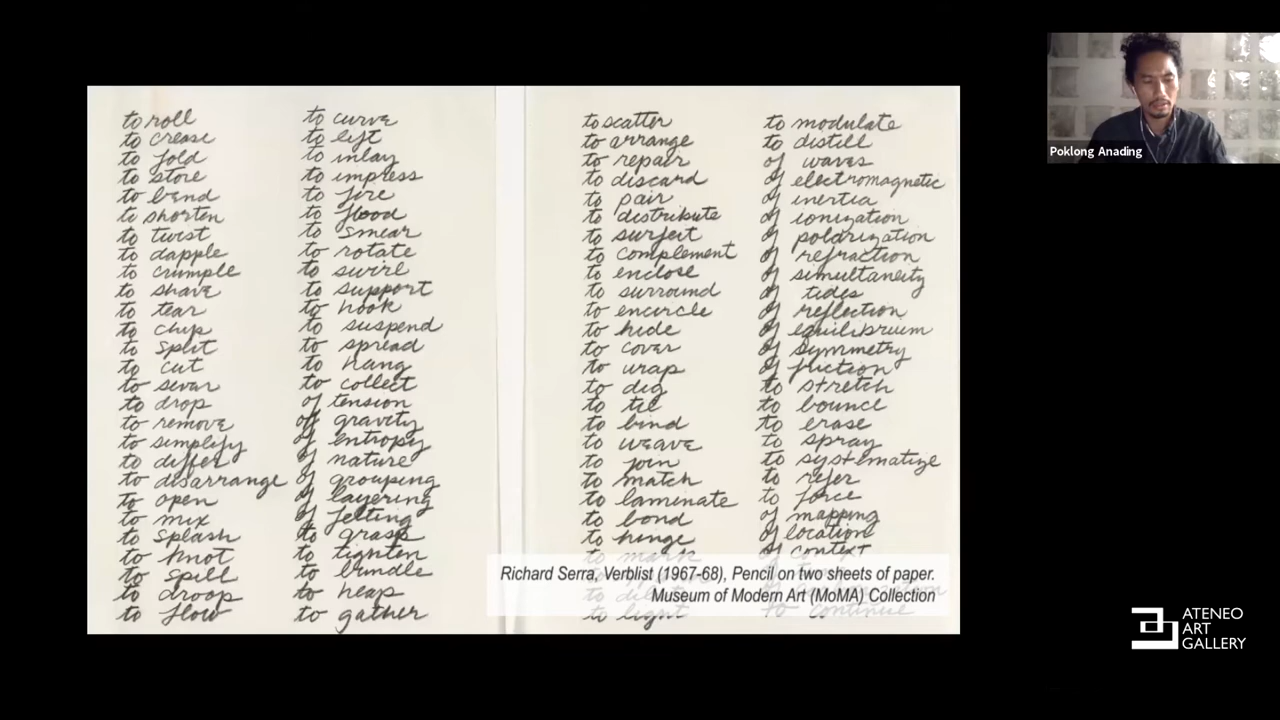 to roll
to crease
to fold
to store
to bend
to shorten
to twist
to dapple
to crumple
to shave
to tear
to chip
to split
to cut
to sevar
to drop
to remove
to simplify
to differ
to disarrange
to open
to mix
to splash
to knot
to spill
to droop
to flow
to curve
to lift
to inlay
to impress
to fire
to flood
to smear
to rotate
to swirl
to support
to hook
to suspend
to spread
to hang
to collect
of tension
of gravity
of entropy
of nature
of grouping
of layering
of felting
to grasp
to tighten
to bundle
to heap
to gather
to scatter
to arrange
to repair
to discard
to pair
to distribute
to surfeit
to complement
to enclose
to surround
to encircle
to hide
to cover
to wrap
to dig
to tie
to bind
to weave
to join
to match
to laminate
to bond
to hinge
to mark
to light
to modulate
to distill
of waves
of electromagnetic
of inertia
of ionization
of polarization
of refraction
of simultaneity
of tides
of reflection
of equilibrium
of symmetry
of friction
to stretch
to bounce
to erase
to spray
to systematize
to refer
to force
of mapping
of location
of context
to continue
Richard Serra, Verblist (1967-68), Pencil on two sheets of paper.
Museum of Modern Art (MoMA) Collection
Poklong Anading
ATENEO
ART
GALLERY